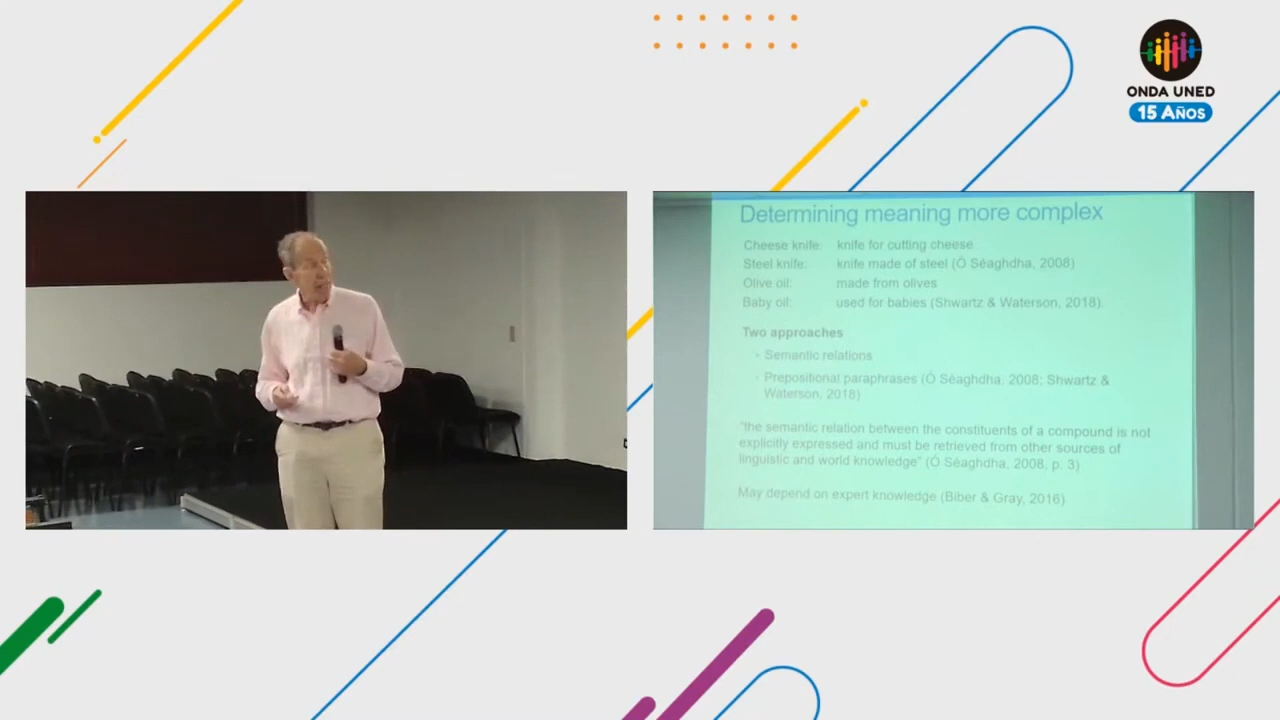 ONDA UNED
15 AÑOS
Determining meaning more complex
Cheese knife: knife for cutting cheese
Steel knife: knife made of steel (Ó Séaghdha, 2008)
Olive oil: made from olives
Baby oil: used for babies (Shwartz & Waterson, 2018)
Two approaches
• Semantic relations
• Prepositional paraphrases (Ó Séaghdha, 2008; Shwartz &
Waterson, 2018)
"the semantic relation between the constituents of a compound is not
explicitly expressed and must be retrieved from other sources of
linguistic and world knowledge" (Ó Séaghdha, 2008, p. 3)
May depend on expert knowledge (Biber & Gray, 2016)